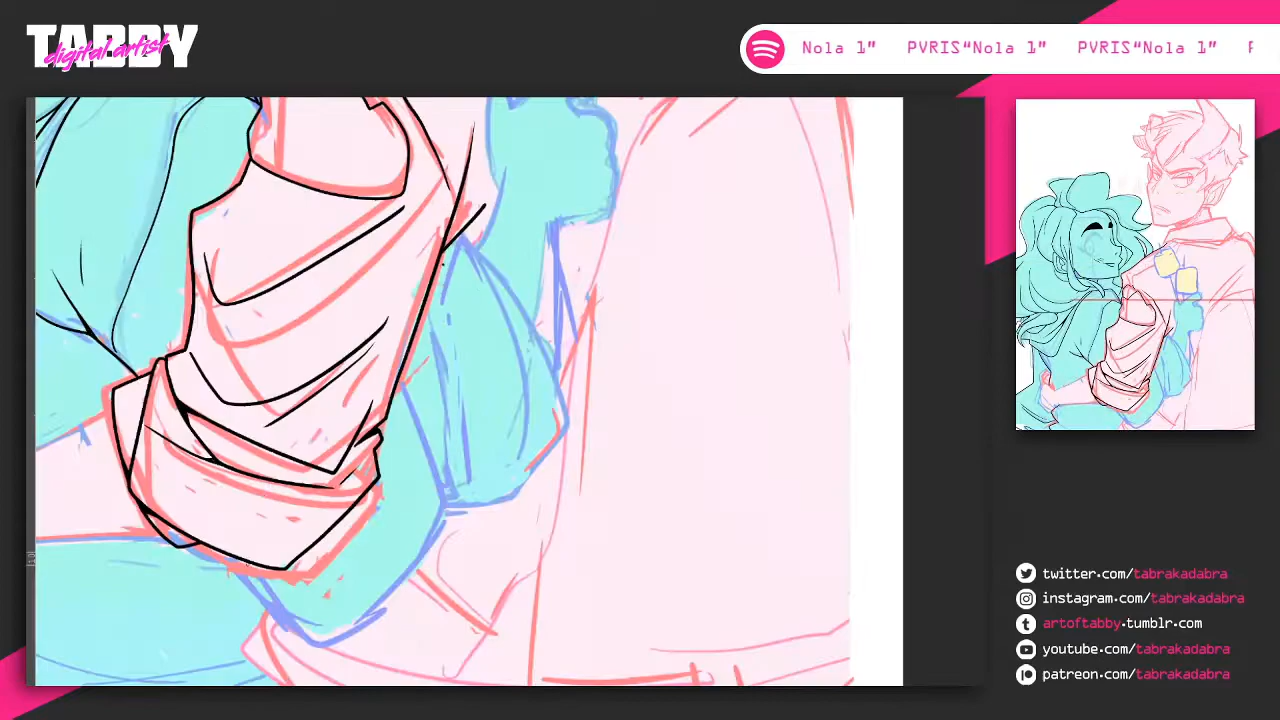 TABBY
digital artist
Nola 1" PVRIS“Nola 1" PVRIS“Nola 1"
twitter.com/tabrakadabra
instagram.com/tabrakadabra
artoftabby.tumblr.com
youtube.com/tabrakadabra
patreon.com/tabrakadabra